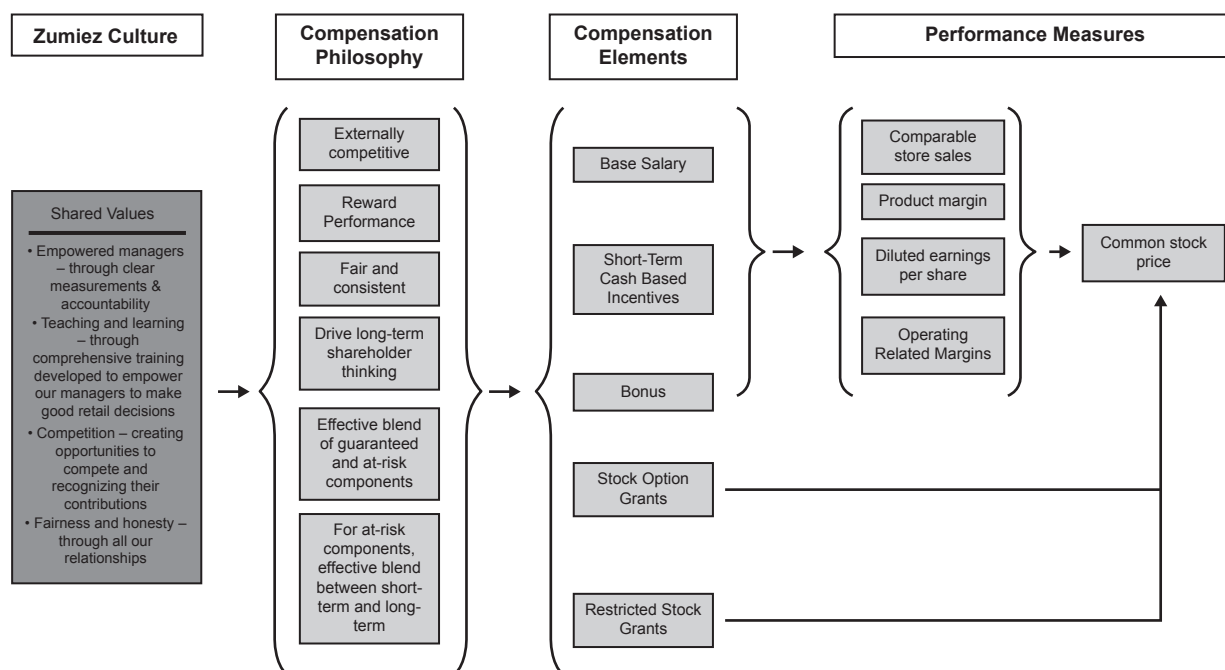 Zumiez Culture
Compensation
Philosophy
Compensation
Elements
Performance Measures
Shared Values
• Empowered managers
– through clear
measurements &
accountability
• Teaching and learning
– through
comprehensive training
developed to empower
our managers to make
good retail decisions
• Competition – creating
opportunities to
compete and
recognizing their
contributions
• Fairness and honesty –
through all our
relationships
Externally
competitive
Reward
Performance
Fair and
consistent
Drive long-term
shareholder
thinking
Effective blend
of guaranteed
and at-risk
components
For at-risk
components,
effective blend
between short-
term and long-
term
Base Salary
Short-Term
Cash Based
Incentives
Bonus
Stock Option
Grants
Restricted Stock
Grants
Comparable
store sales
Product margin
Diluted earnings
per share
Operating
Related Margins
Common stock
price